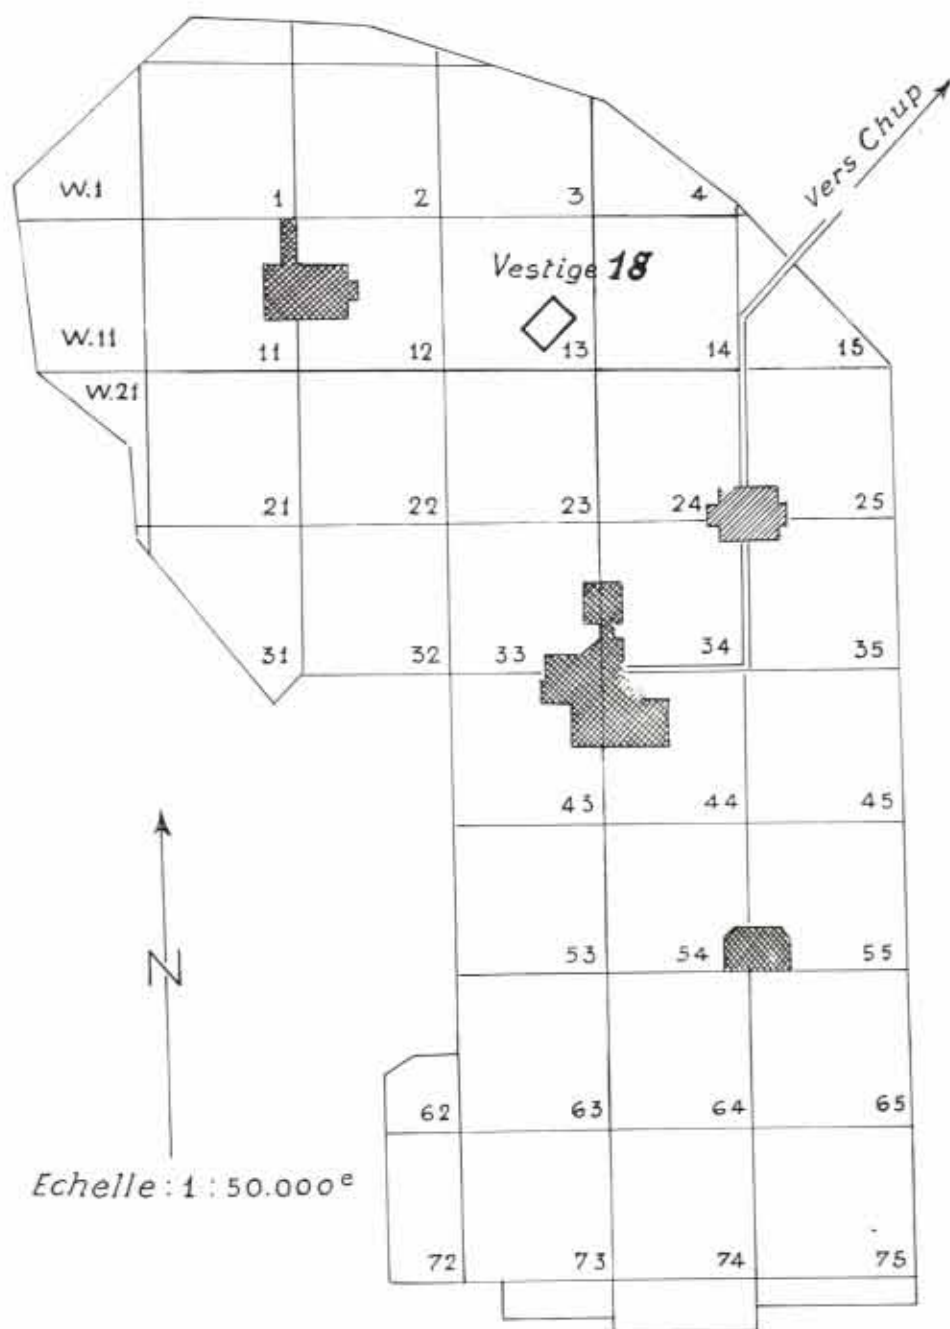 vers Chup
W.1 1 2 3 4
Vestige 18
W.11 11 12 13 14 15
W.21
21 22 23 24 25
31 32 33 34 35
43 44 45
53 54 55
N
62 63 64 65
Echelle : 1 : 50.000e
72 73 74 75